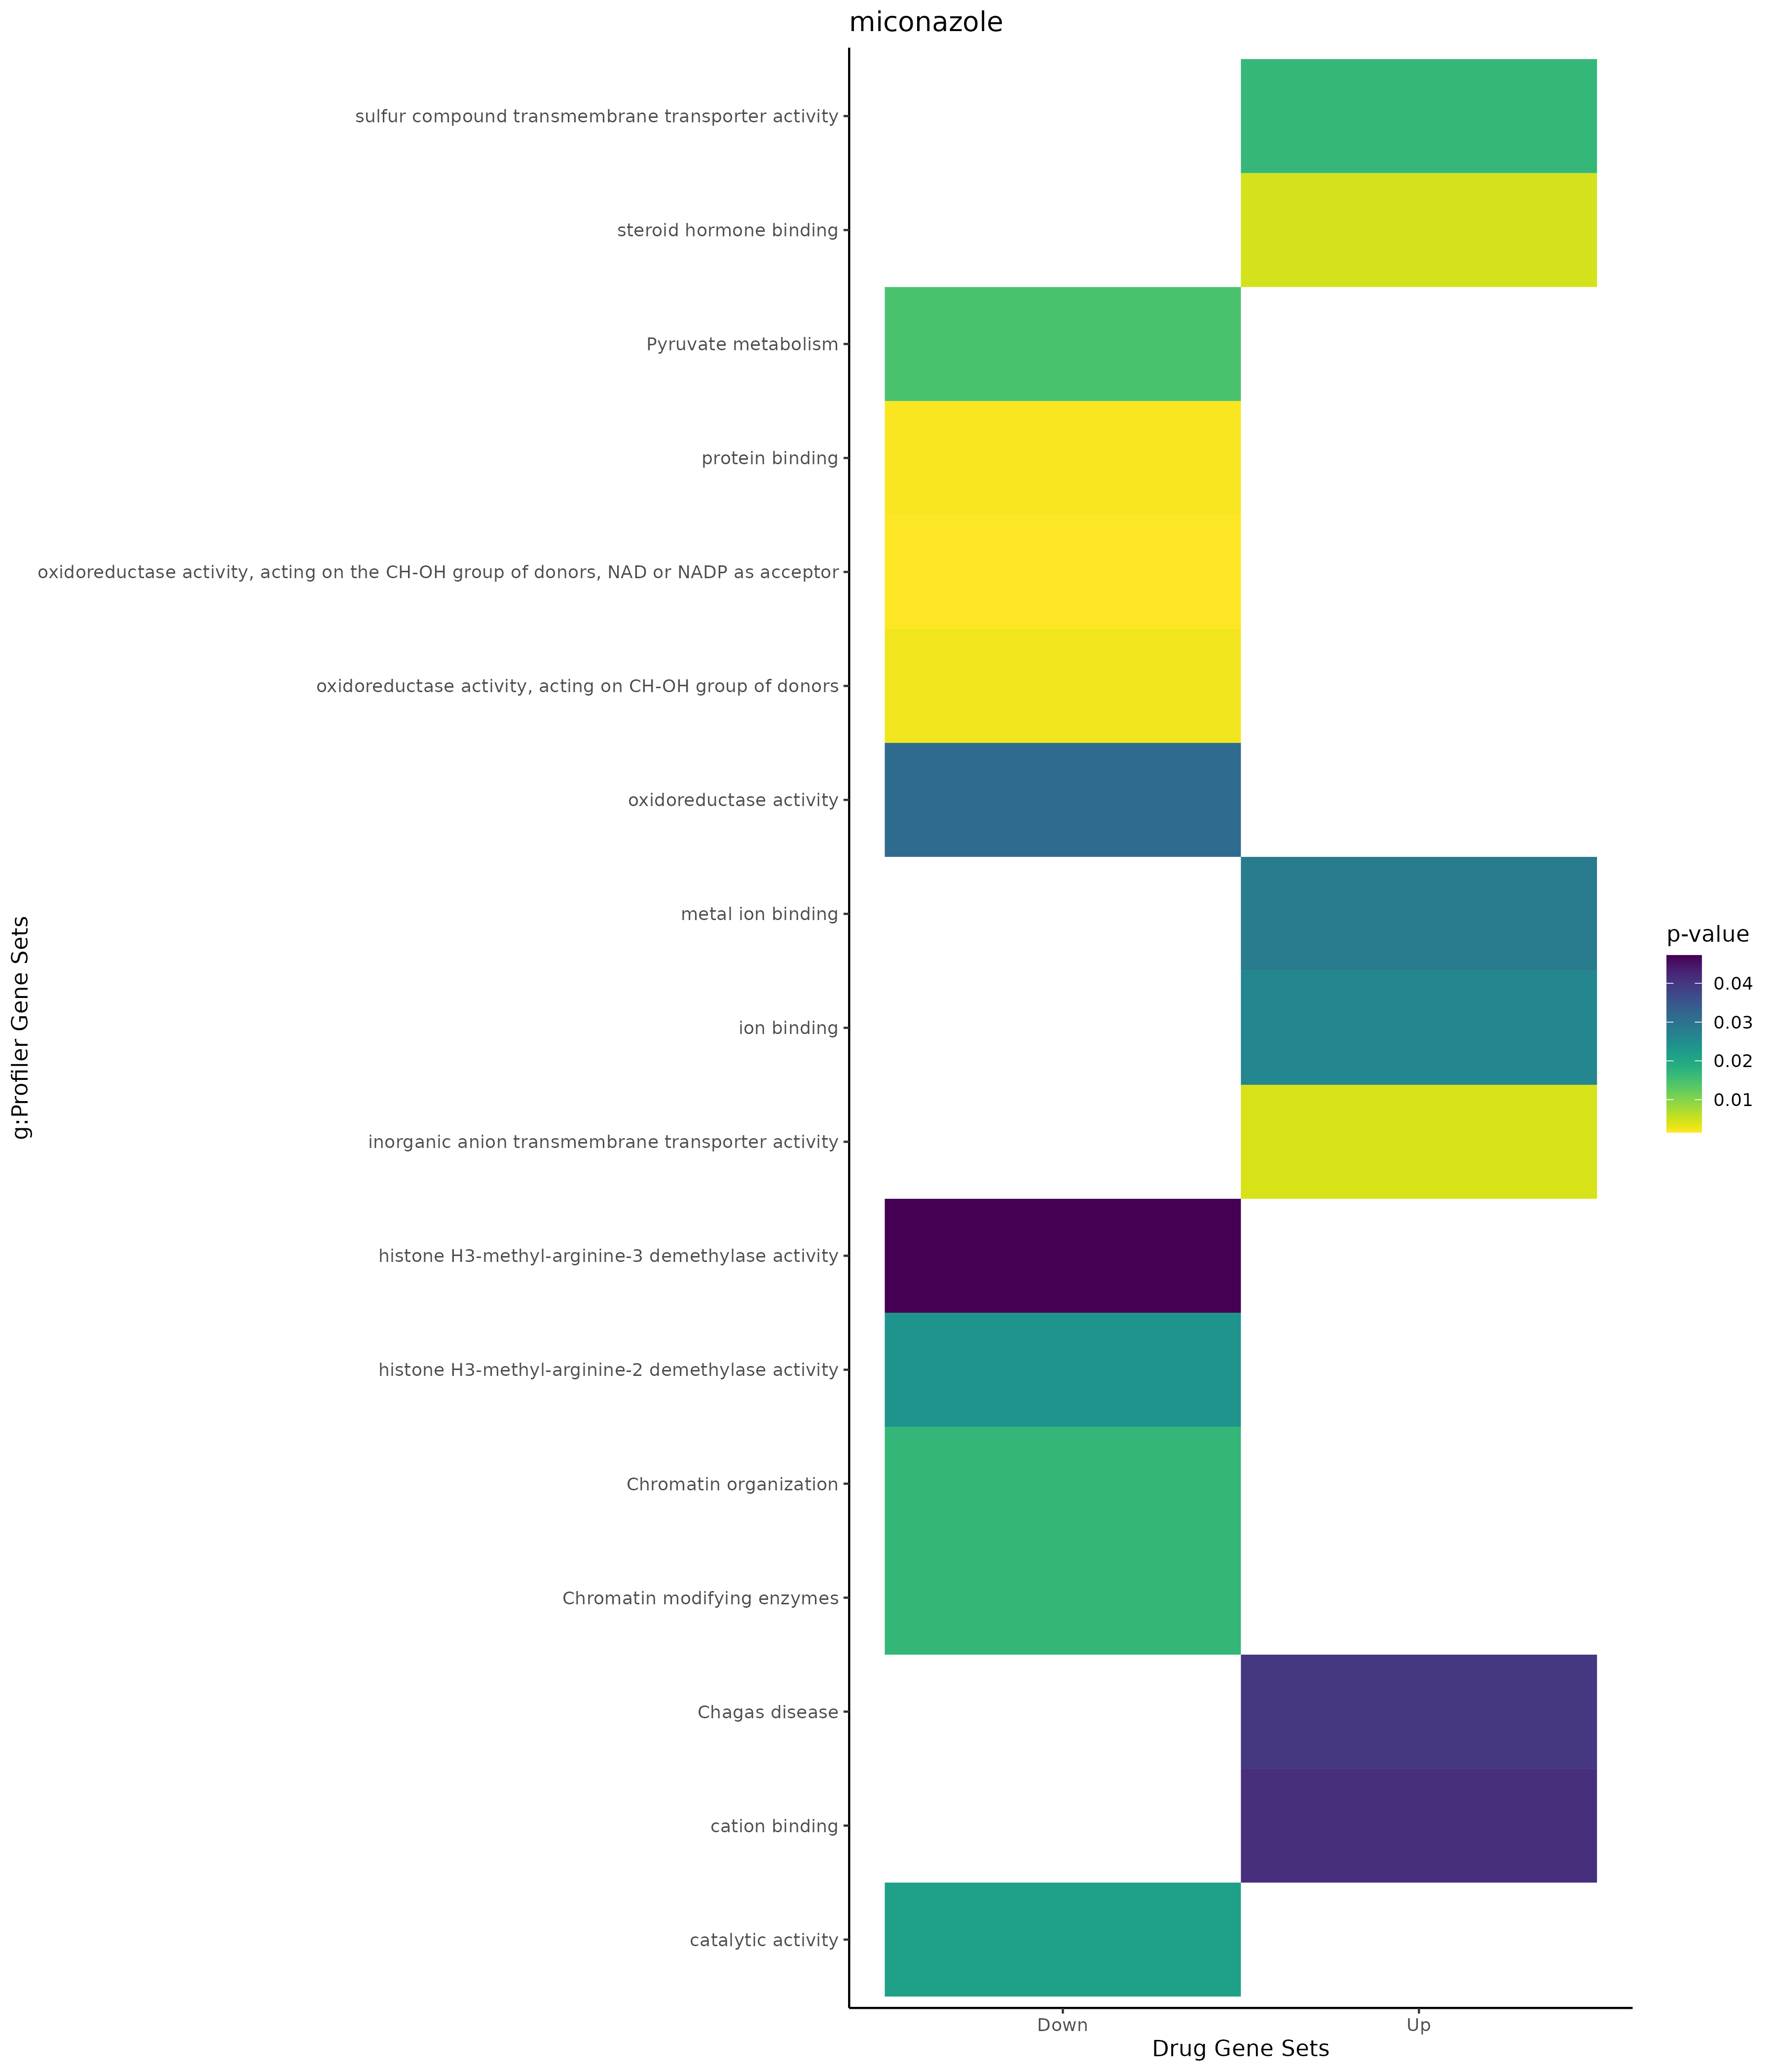 miconazole
sulfur compound transmembrane transporter activity
steroid hormone binding
Pyruvate metabolism
protein binding
oxidoreductase activity, acting on the CH-OH group of donors, NAD or NADP as acceptor
oxidoreductase activity, acting on CH-OH group of donors
oxidoreductase activity
metal ion binding
ion binding
inorganic anion transmembrane transporter activity
histone H3-methyl-arginine-3 demethylase activity
histone H3-methyl-arginine-2 demethylase activity
Chromatin organization
Chromatin modifying enzymes
Chagas disease
cation binding
catalytic activity
g:Profiler Gene Sets
Down
Up
Drug Gene Sets
p-value
0.04
0.03
0.02
0.01